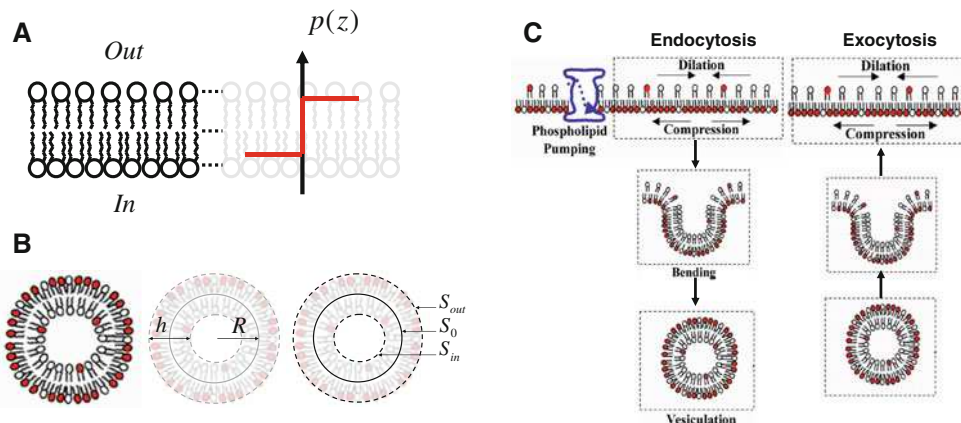 A
p(z)
Out
In
B
h
R
S_out
S_0
S_in
C
Endocytosis
Exocytosis
Dilation
Dilation
Phospholipid
Pumping
Compression
Compression
Bending
Vesiculation